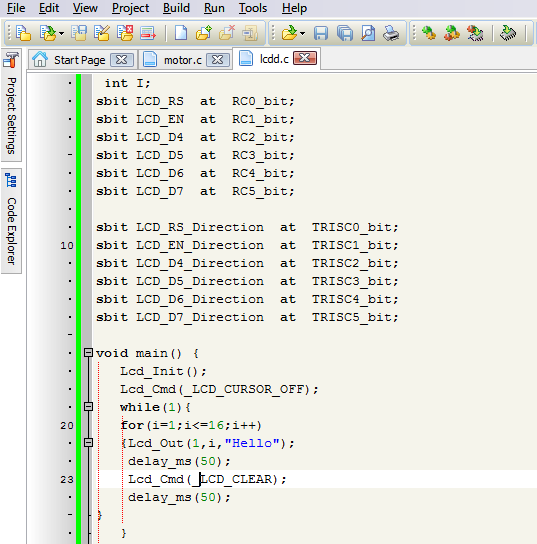 File Edit View Project Build Run Tools Help
Start Page motor.c lcdd.c
Project Settings
Code Explorer
int I;
sbit LCD_RS at RC0_bit;
sbit LCD_EN at RC1_bit;
sbit LCD_D4 at RC2_bit;
sbit LCD_D5 at RC3_bit;
sbit LCD_D6 at RC4_bit;
sbit LCD_D7 at RC5_bit;
sbit LCD_RS_Direction at TRISC0_bit;
10 sbit LCD_EN_Direction at TRISC1_bit;
sbit LCD_D4_Direction at TRISC2_bit;
sbit LCD_D5_Direction at TRISC3_bit;
sbit LCD_D6_Direction at TRISC4_bit;
sbit LCD_D7_Direction at TRISC5_bit;
void main() {
Lcd_Init();
Lcd_Cmd(_LCD_CURSOR_OFF);
while(1){
20 for(i=1;i<=16;i++)
{Lcd_Out(1,i,"Hello");
delay_ms(50);
23 Lcd_Cmd(_LCD_CLEAR);
delay_ms(50);
}
}